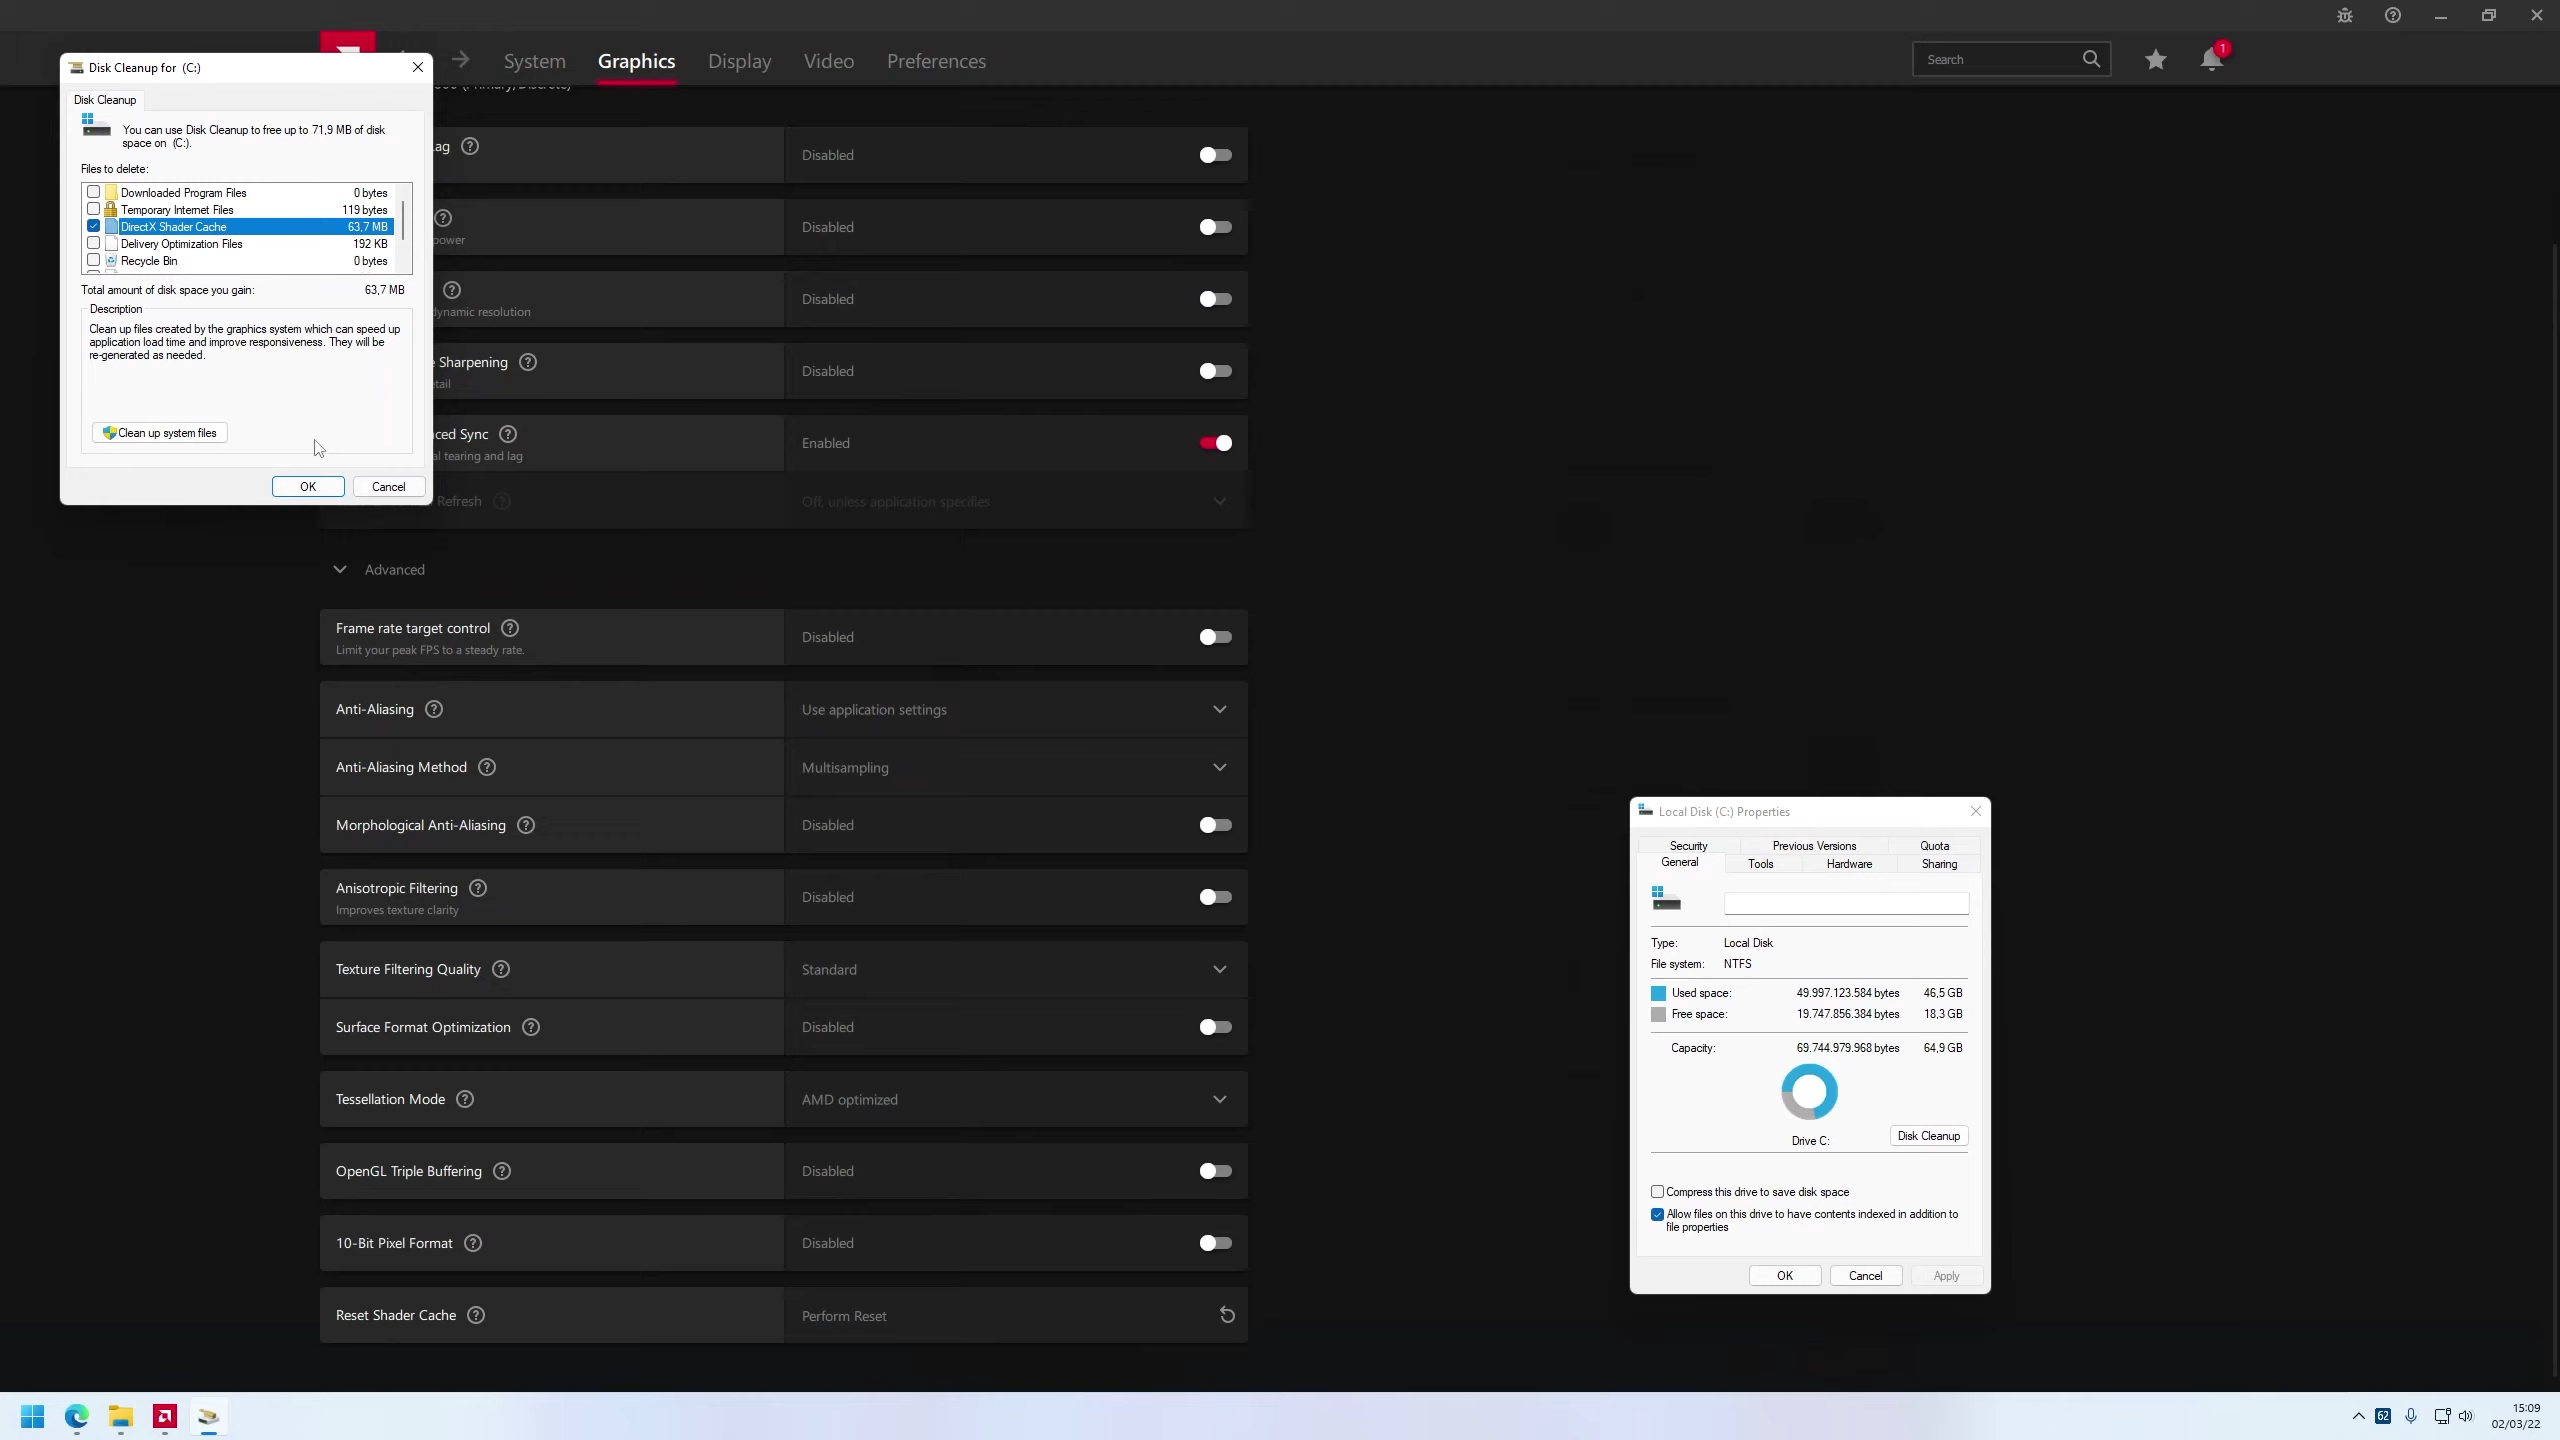 System
Graphics
Display
Video
Preferences
Search
1
Disk Cleanup for (C:)
Disk Cleanup
You can use Disk Cleanup to free up to 71,9 MB of disk
space on (C:).
Files to delete:
Downloaded Program Files 0 bytes
Temporary Internet Files 119 bytes
DirectX Shader Cache 63,7 MB
Delivery Optimization Files 192 KB
Recycle Bin 0 bytes
Total amount of disk space you gain: 63,7 MB
Description
Clean up files created by the graphics system which can speed up
application load time and improve responsiveness. They will be
re-generated as needed.
Clean up system files
OK
Cancel
Disabled
Disabled
power
Disabled
dynamic resolution
Sharpening
Disabled
Sync
Enabled
al tearing and lag
Refresh
Off, unless application specifies
Advanced
Frame rate target control
Limit your peak FPS to a steady rate.
Disabled
Anti-Aliasing
Use application settings
Anti-Aliasing Method
Multisampling
Morphological Anti-Aliasing
Disabled
Anisotropic Filtering
Improves texture clarity
Disabled
Texture Filtering Quality
Standard
Surface Format Optimization
Disabled
Tessellation Mode
AMD optimized
OpenGL Triple Buffering
Disabled
10-Bit Pixel Format
Disabled
Reset Shader Cache
Perform Reset
Local Disk (C:) Properties
Security
Previous Versions
Quota
General
Tools
Hardware
Sharing
Type: Local Disk
File system: NTFS
Used space: 49.997.123.584 bytes 46,5 GB
Free space: 19.747.856.384 bytes 18,3 GB
Capacity: 69.744.979.968 bytes 64,9 GB
Drive C:
Disk Cleanup
Compress this drive to save disk space
Allow files on this drive to have contents indexed in addition to
file properties
OK
Cancel
Apply
62
15:09
02/03/22